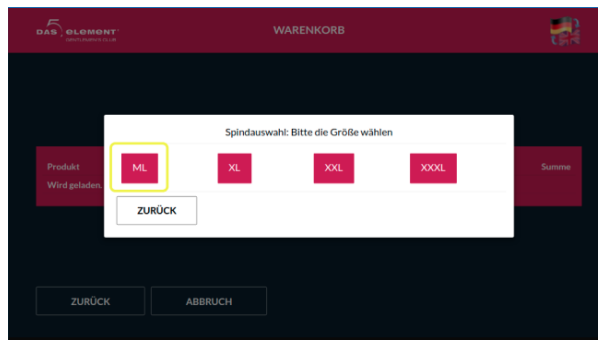 DAS 5 ELEMENT
WARENKORB
Spindauswahl: Bitte die Größe wählen
ML
XL
XXL
XXXL
Produkt
Summe
Wird geladen.
ZURÜCK
ZURÜCK
ABBRUCH